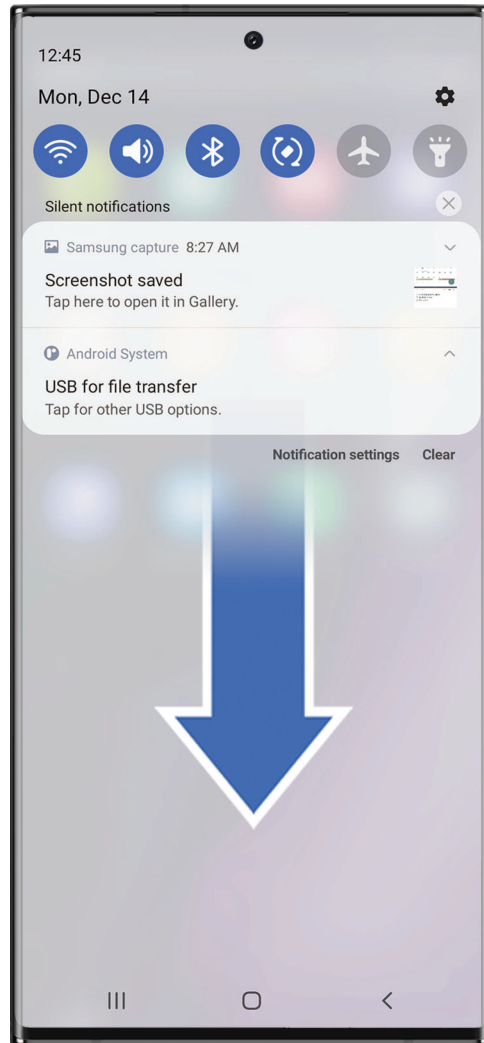 12:45
Mon, Dec 14
Silent notifications
Samsung capture 8:27 AM
Screenshot saved
Tap here to open it in Gallery.
Android System
USB for file transfer
Tap for other USB options.
Notification settings Clear